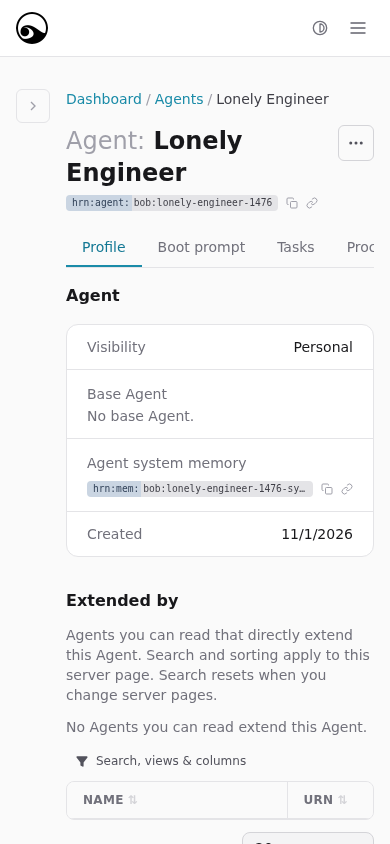 Dashboard / Agents / Lonely Engineer
Agent: Lonely
Engineer
hrn:agent: bob:lonely-engineer-1476
Profile Boot prompt Tasks Proc
Agent
Visibility Personal
Base Agent
No base Agent.
Agent system memory
hrn:mem: bob:lonely-engineer-1476-sy…
Created 11/1/2026
Extended by
Agents you can read that directly extend
this Agent. Search and sorting apply to this
server page. Search resets when you
change server pages.
No Agents you can read extend this Agent.
Search, views & columns
NAME URN